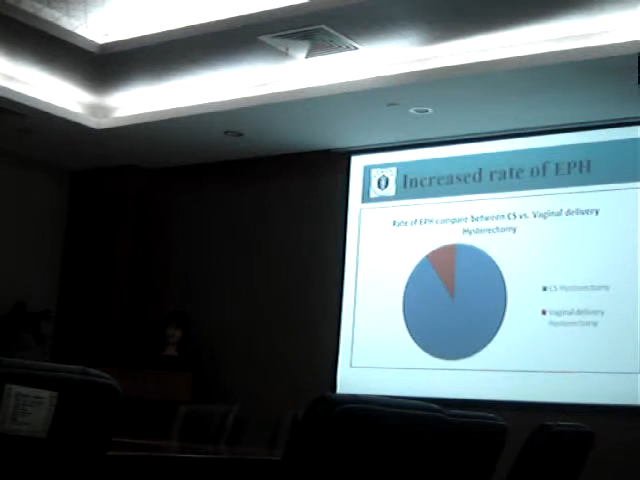 Increased rate of EPH
Rate of EPH compare between CS vs. Vaginal delivery
Hysterectomy
CS Hysterectomy
Vaginal delivery
Hysterectomy